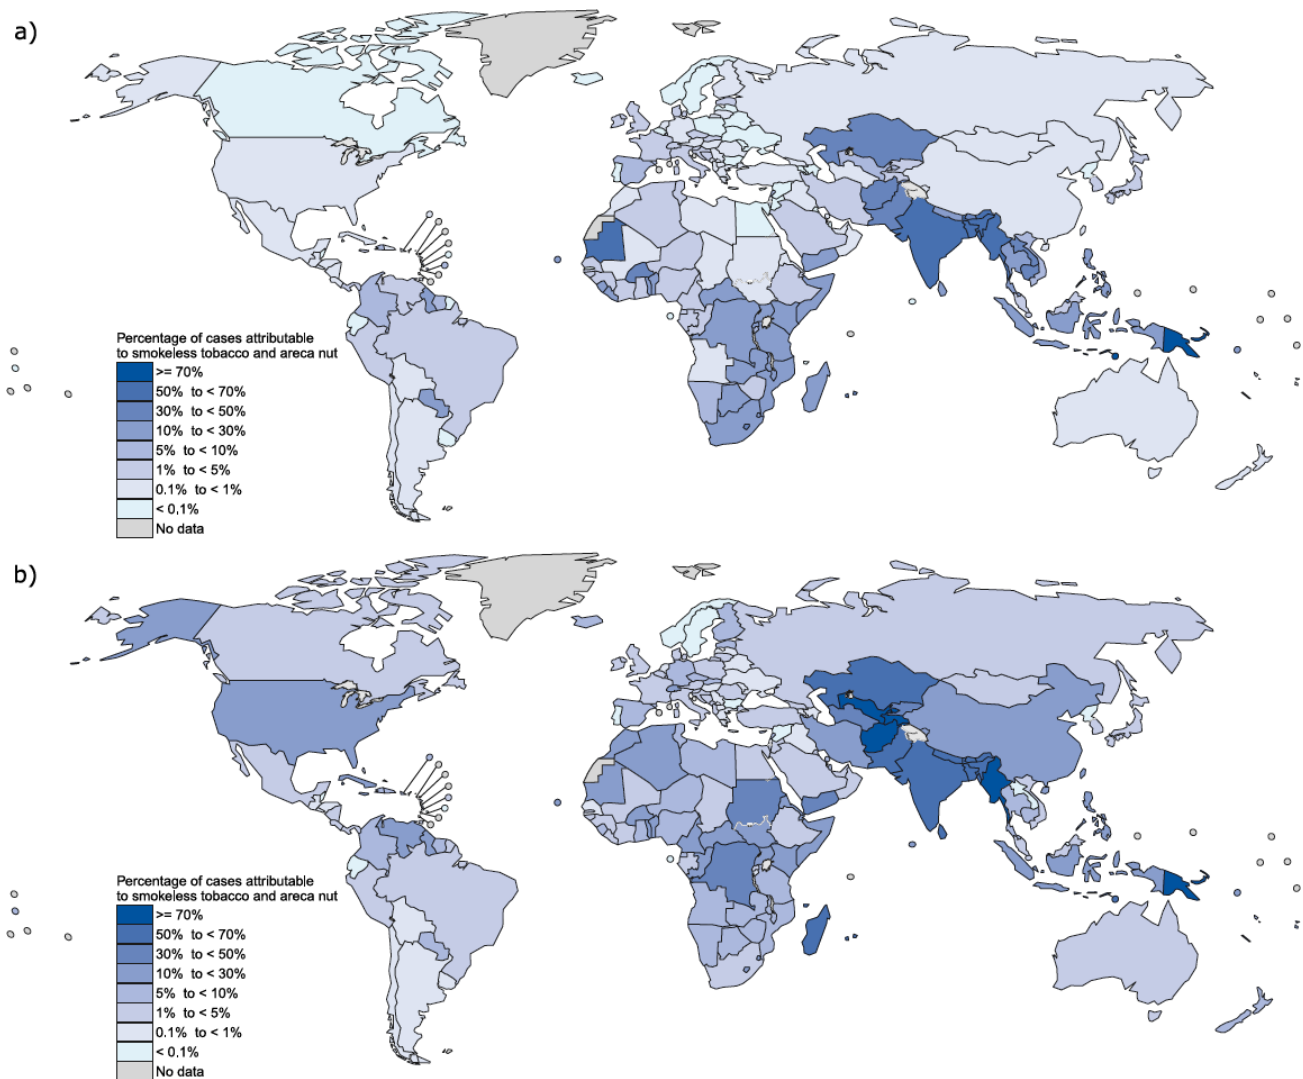 a)
Percentage of cases attributable
to smokeless tobacco and areca nut
>= 70%
50% to < 70%
30% to < 50%
10% to < 30%
5% to < 10%
1% to < 5%
0.1% to < 1%
< 0.1%
No data
b)
Percentage of cases attributable
to smokeless tobacco and areca nut
>= 70%
50% to < 70%
30% to < 50%
10% to < 30%
5% to < 10%
1% to < 5%
0.1% to < 1%
< 0.1%
No data